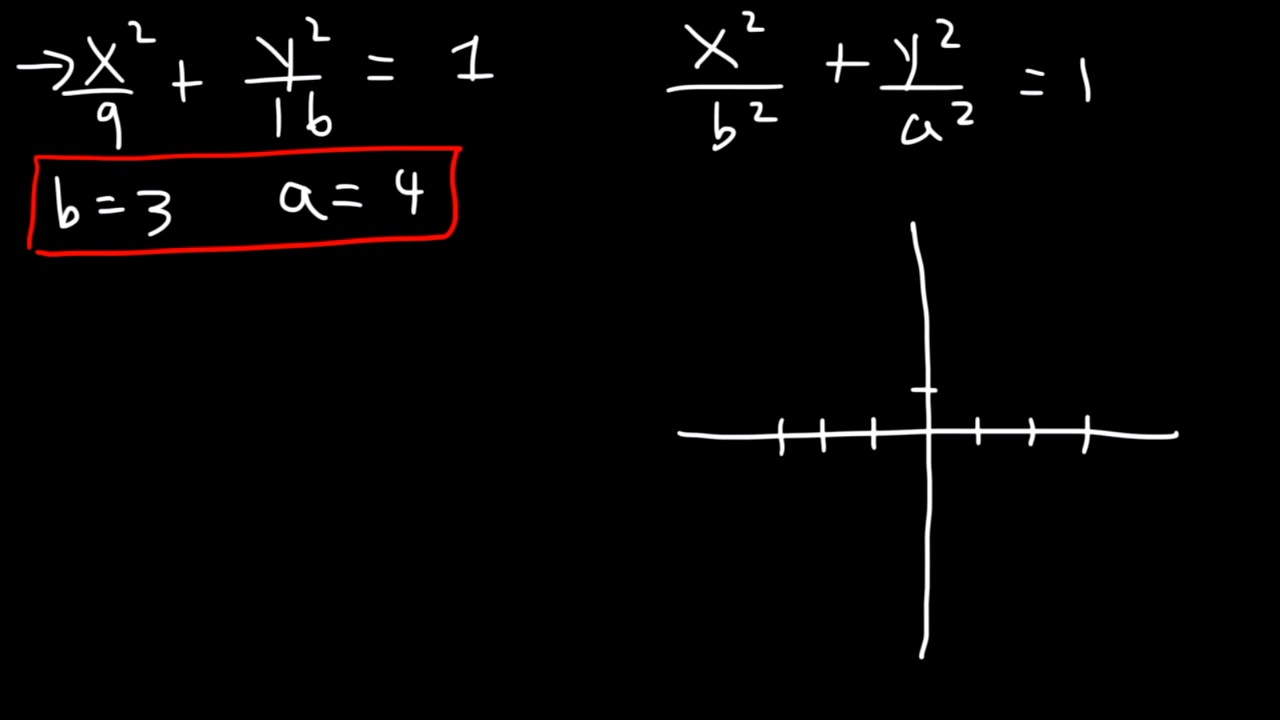 → x²/9 + y²/16 = 1
x²/b² + y²/a² = 1
b = 3 a = 4